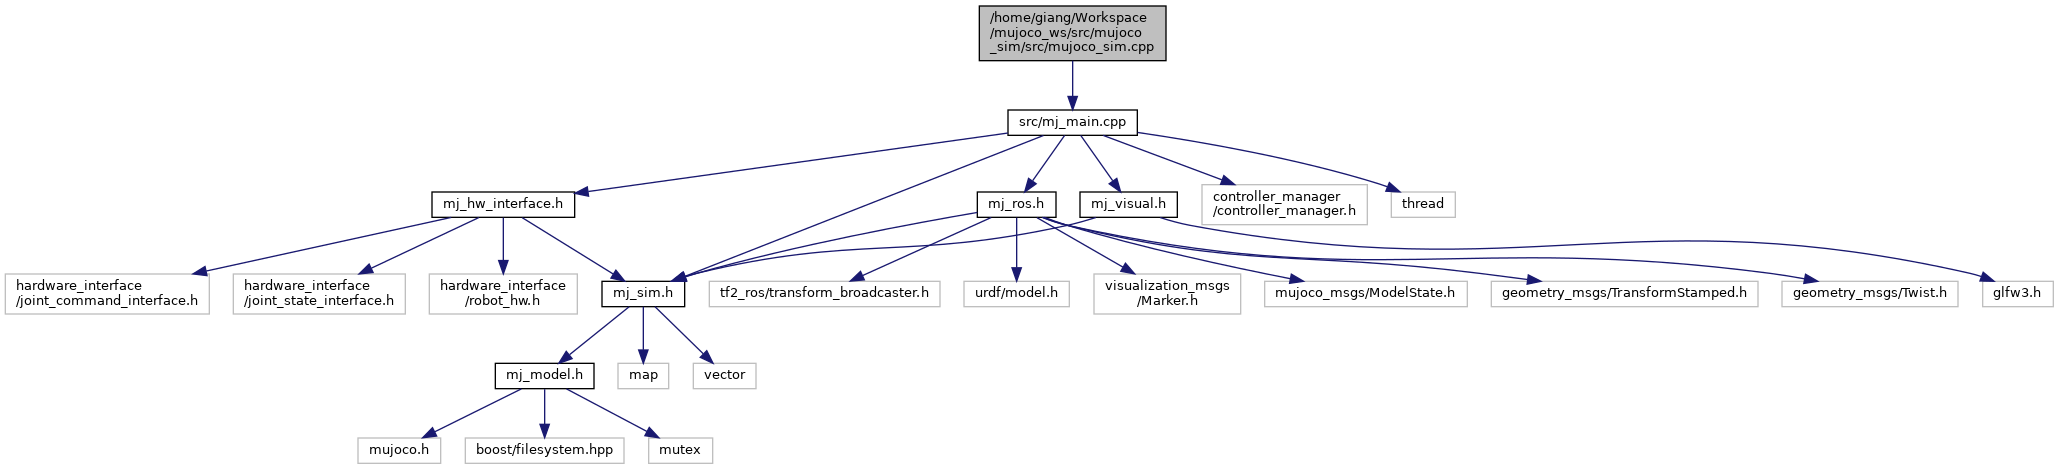 /home/giang/Workspace
/mujoco_ws/src/mujoco
_sim/src/mujoco_sim.cpp
src/mj_main.cpp
mj_hw_interface.h
mj_ros.h
mj_visual.h
controller_manager
/controller_manager.h
thread
hardware_interface
/joint_command_interface.h
hardware_interface
/joint_state_interface.h
hardware_interface
/robot_hw.h
mj_sim.h
tf2_ros/transform_broadcaster.h
urdf/model.h
visualization_msgs
/Marker.h
mujoco_msgs/ModelState.h
geometry_msgs/TransformStamped.h
geometry_msgs/Twist.h
glfw3.h
mj_model.h
map
vector
mujoco.h
boost/filesystem.hpp
mutex